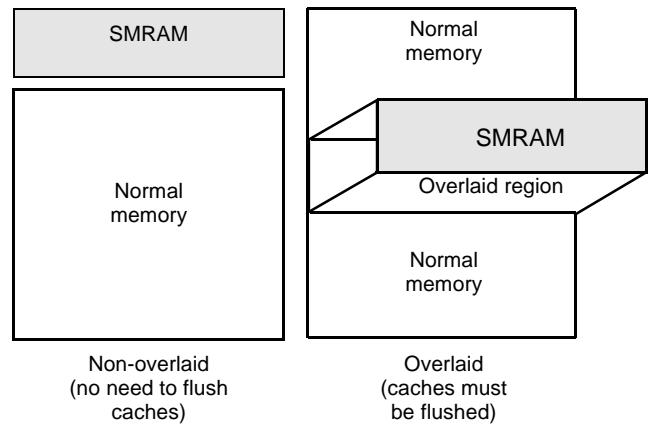 SMRAM
Normal
memory
Non-overlaid
(no need to flush
caches)
Normal
memory
SMRAM
Overlaid region
Normal
memory
Overlaid
(caches must
be flushed)